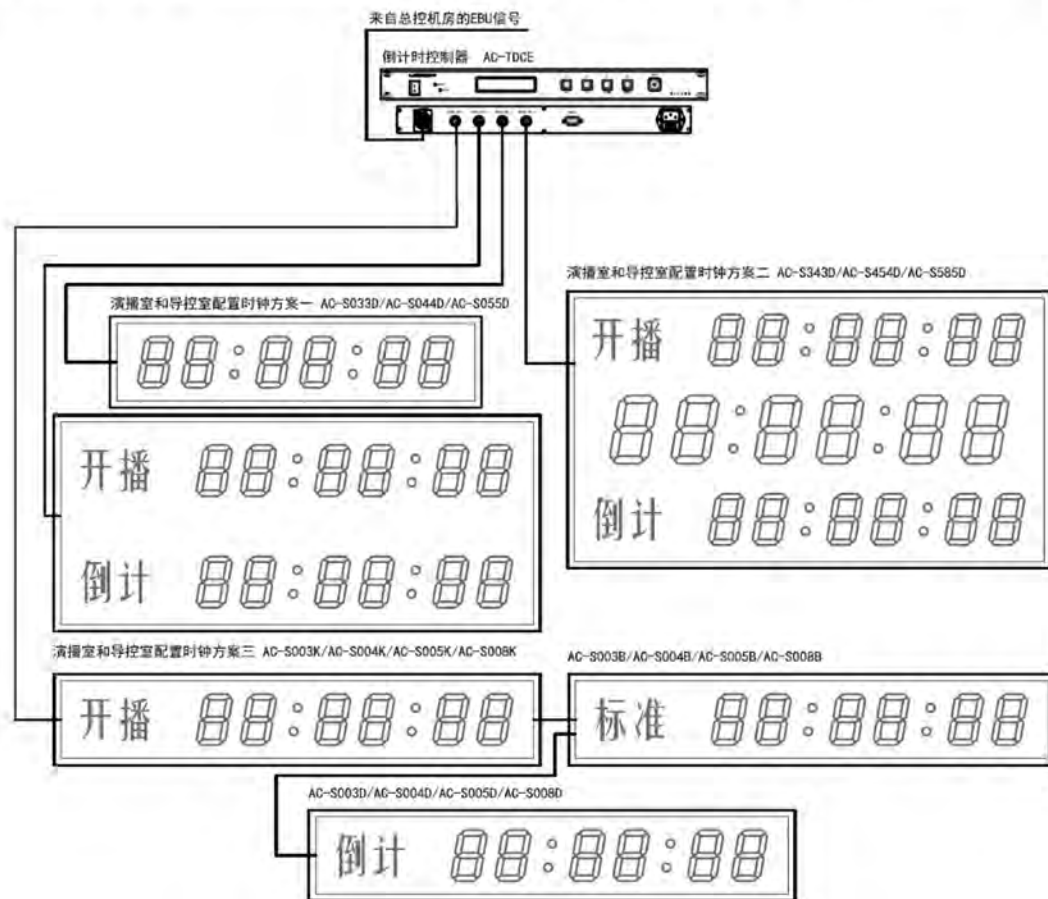 来自总控机房的EBU信号
倒计时控制器 AC-TDCE
演播室和导控室配置时钟方案二 AC-S343D/AC-S454D/AC-S585D
开播 88:88:88
88:88:88
倒计 88:88:88
演播室和导控室配置时钟方案一 AC-S033D/AC-S044D/AC-S055D
88:88:88
开播 88:88:88
倒计 88:88:88
演播室和导控室配置时钟方案三 AC-S003K/AC-S004K/AC-S005K/AC-S008K
开播 88:88:88
AC-S003B/AC-S004B/AC-S005B/AC-S008B
标准 88:88:88
AC-S003D/AC-S004D/AC-S005D/AC-S008D
倒计 88:88:88